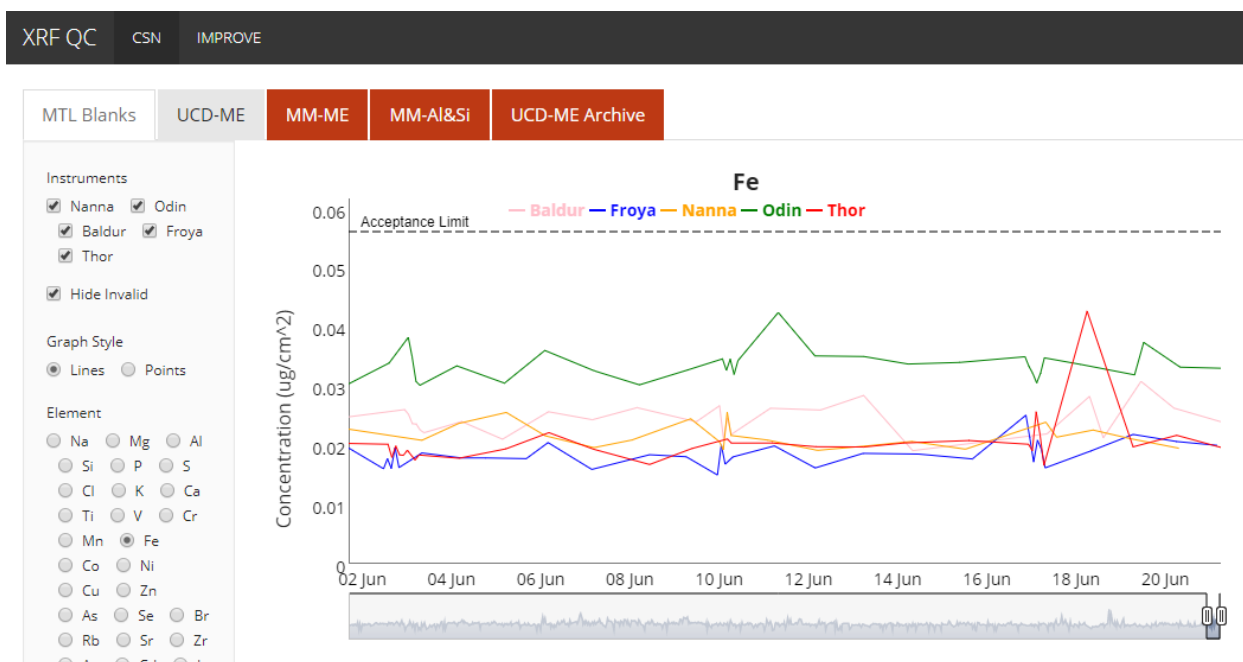 XRF QC CSN IMPROVE
MTL Blanks UCD-ME MM-ME MM-Al&Si UCD-ME Archive
Instruments
Nanna Odin
Baldur Froya
Thor
Hide Invalid
Graph Style
Lines Points
Element
Na Mg Al
Si P S
Cl K Ca
Ti V Cr
Mn Fe
Co Ni
Cu Zn
As Se Br
Rb Sr Zr
Fe
Baldur Froya Nanna Odin Thor
Acceptance Limit
Concentration (ug/cm^2)
0.06
0.05
0.04
0.03
0.02
0.01
0
02 Jun 04 Jun 06 Jun 08 Jun 10 Jun 12 Jun 14 Jun 16 Jun 18 Jun 20 Jun